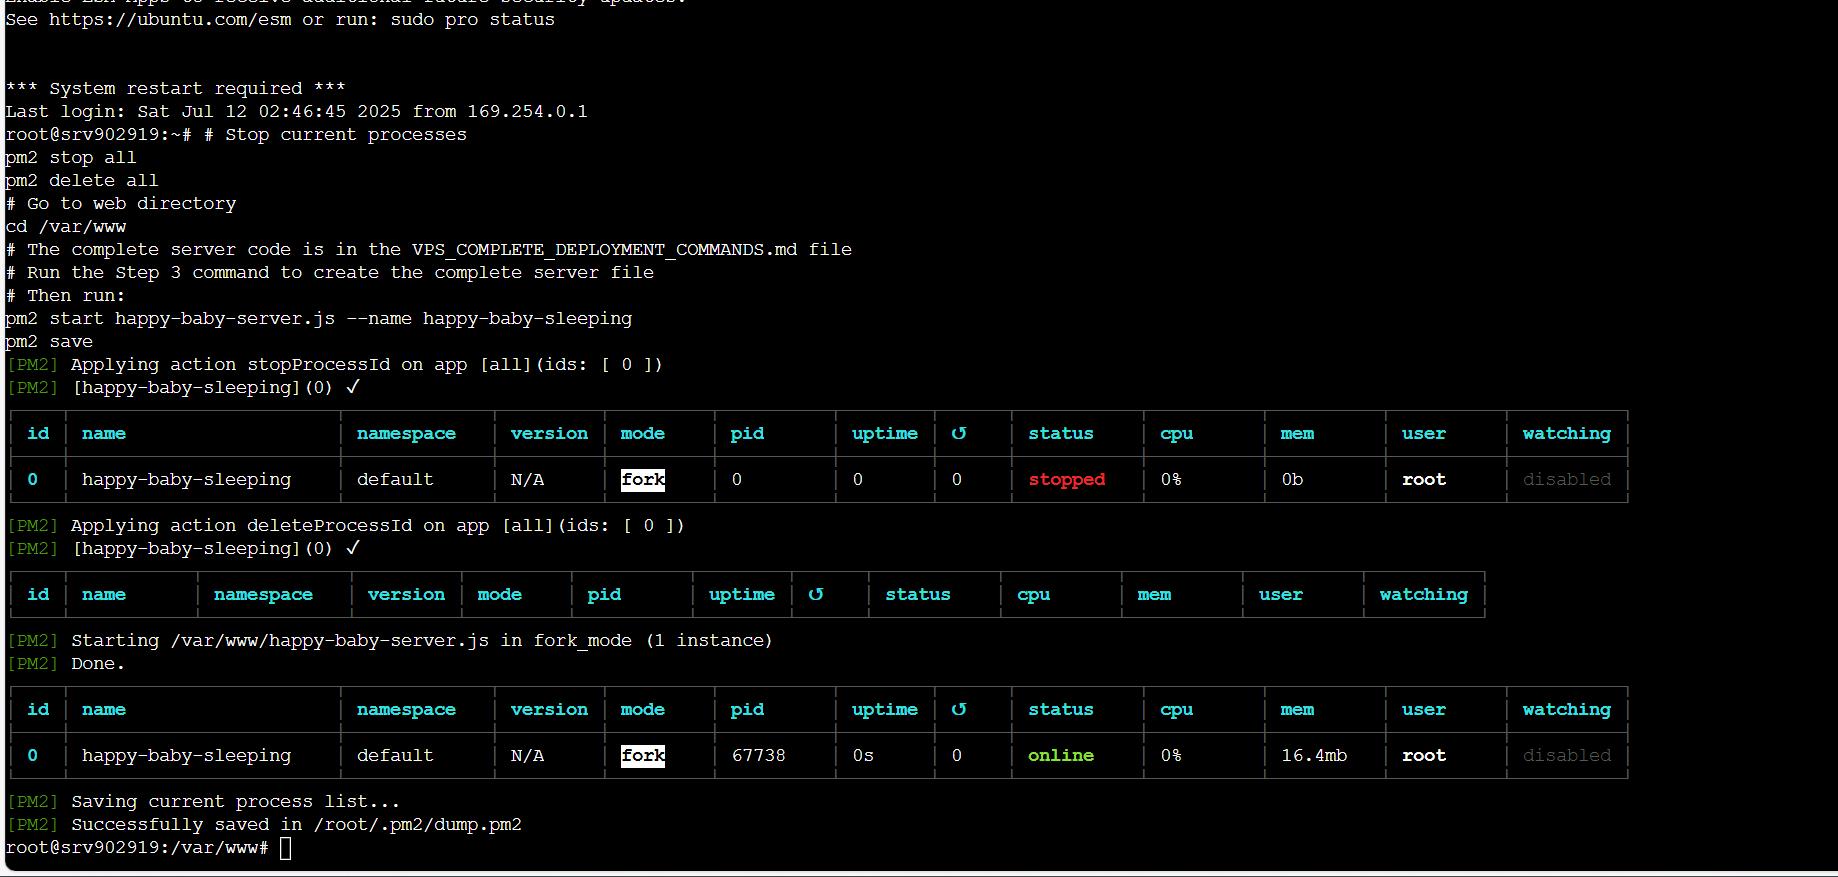 See https://ubuntu.com/esm or run: sudo pro status
*** System restart required ***
Last login: Sat Jul 12 02:46:45 2025 from 169.254.0.1
root@srv902919:~# # Stop current processes
pm2 stop all
pm2 delete all
# Go to web directory
cd /var/www
# The complete server code is in the VPS_COMPLETE_DEPLOYMENT_COMMANDS.md file
# Run the Step 3 command to create the complete server file
# Then run:
pm2 start happy-baby-server.js --name happy-baby-sleeping
pm2 save
[PM2] Applying action stopProcessId on app [all](ids: [ 0 ])
[PM2] [happy-baby-sleeping](0) ✓
id name namespace version mode pid uptime ↺ status cpu mem user watching
0 happy-baby-sleeping default N/A fork 0 0 0 stopped 0% 0b root disabled
[PM2] Applying action deleteProcessId on app [all](ids: [ 0 ])
[PM2] [happy-baby-sleeping](0) ✓
id name namespace version mode pid uptime ↺ status cpu mem user watching
[PM2] Starting /var/www/happy-baby-server.js in fork_mode (1 instance)
[PM2] Done.
id name namespace version mode pid uptime ↺ status cpu mem user watching
0 happy-baby-sleeping default N/A fork 67738 0s 0 online 0% 16.4mb root disabled
[PM2] Saving current process list...
[PM2] Successfully saved in /root/.pm2/dump.pm2
root@srv902919:/var/www#